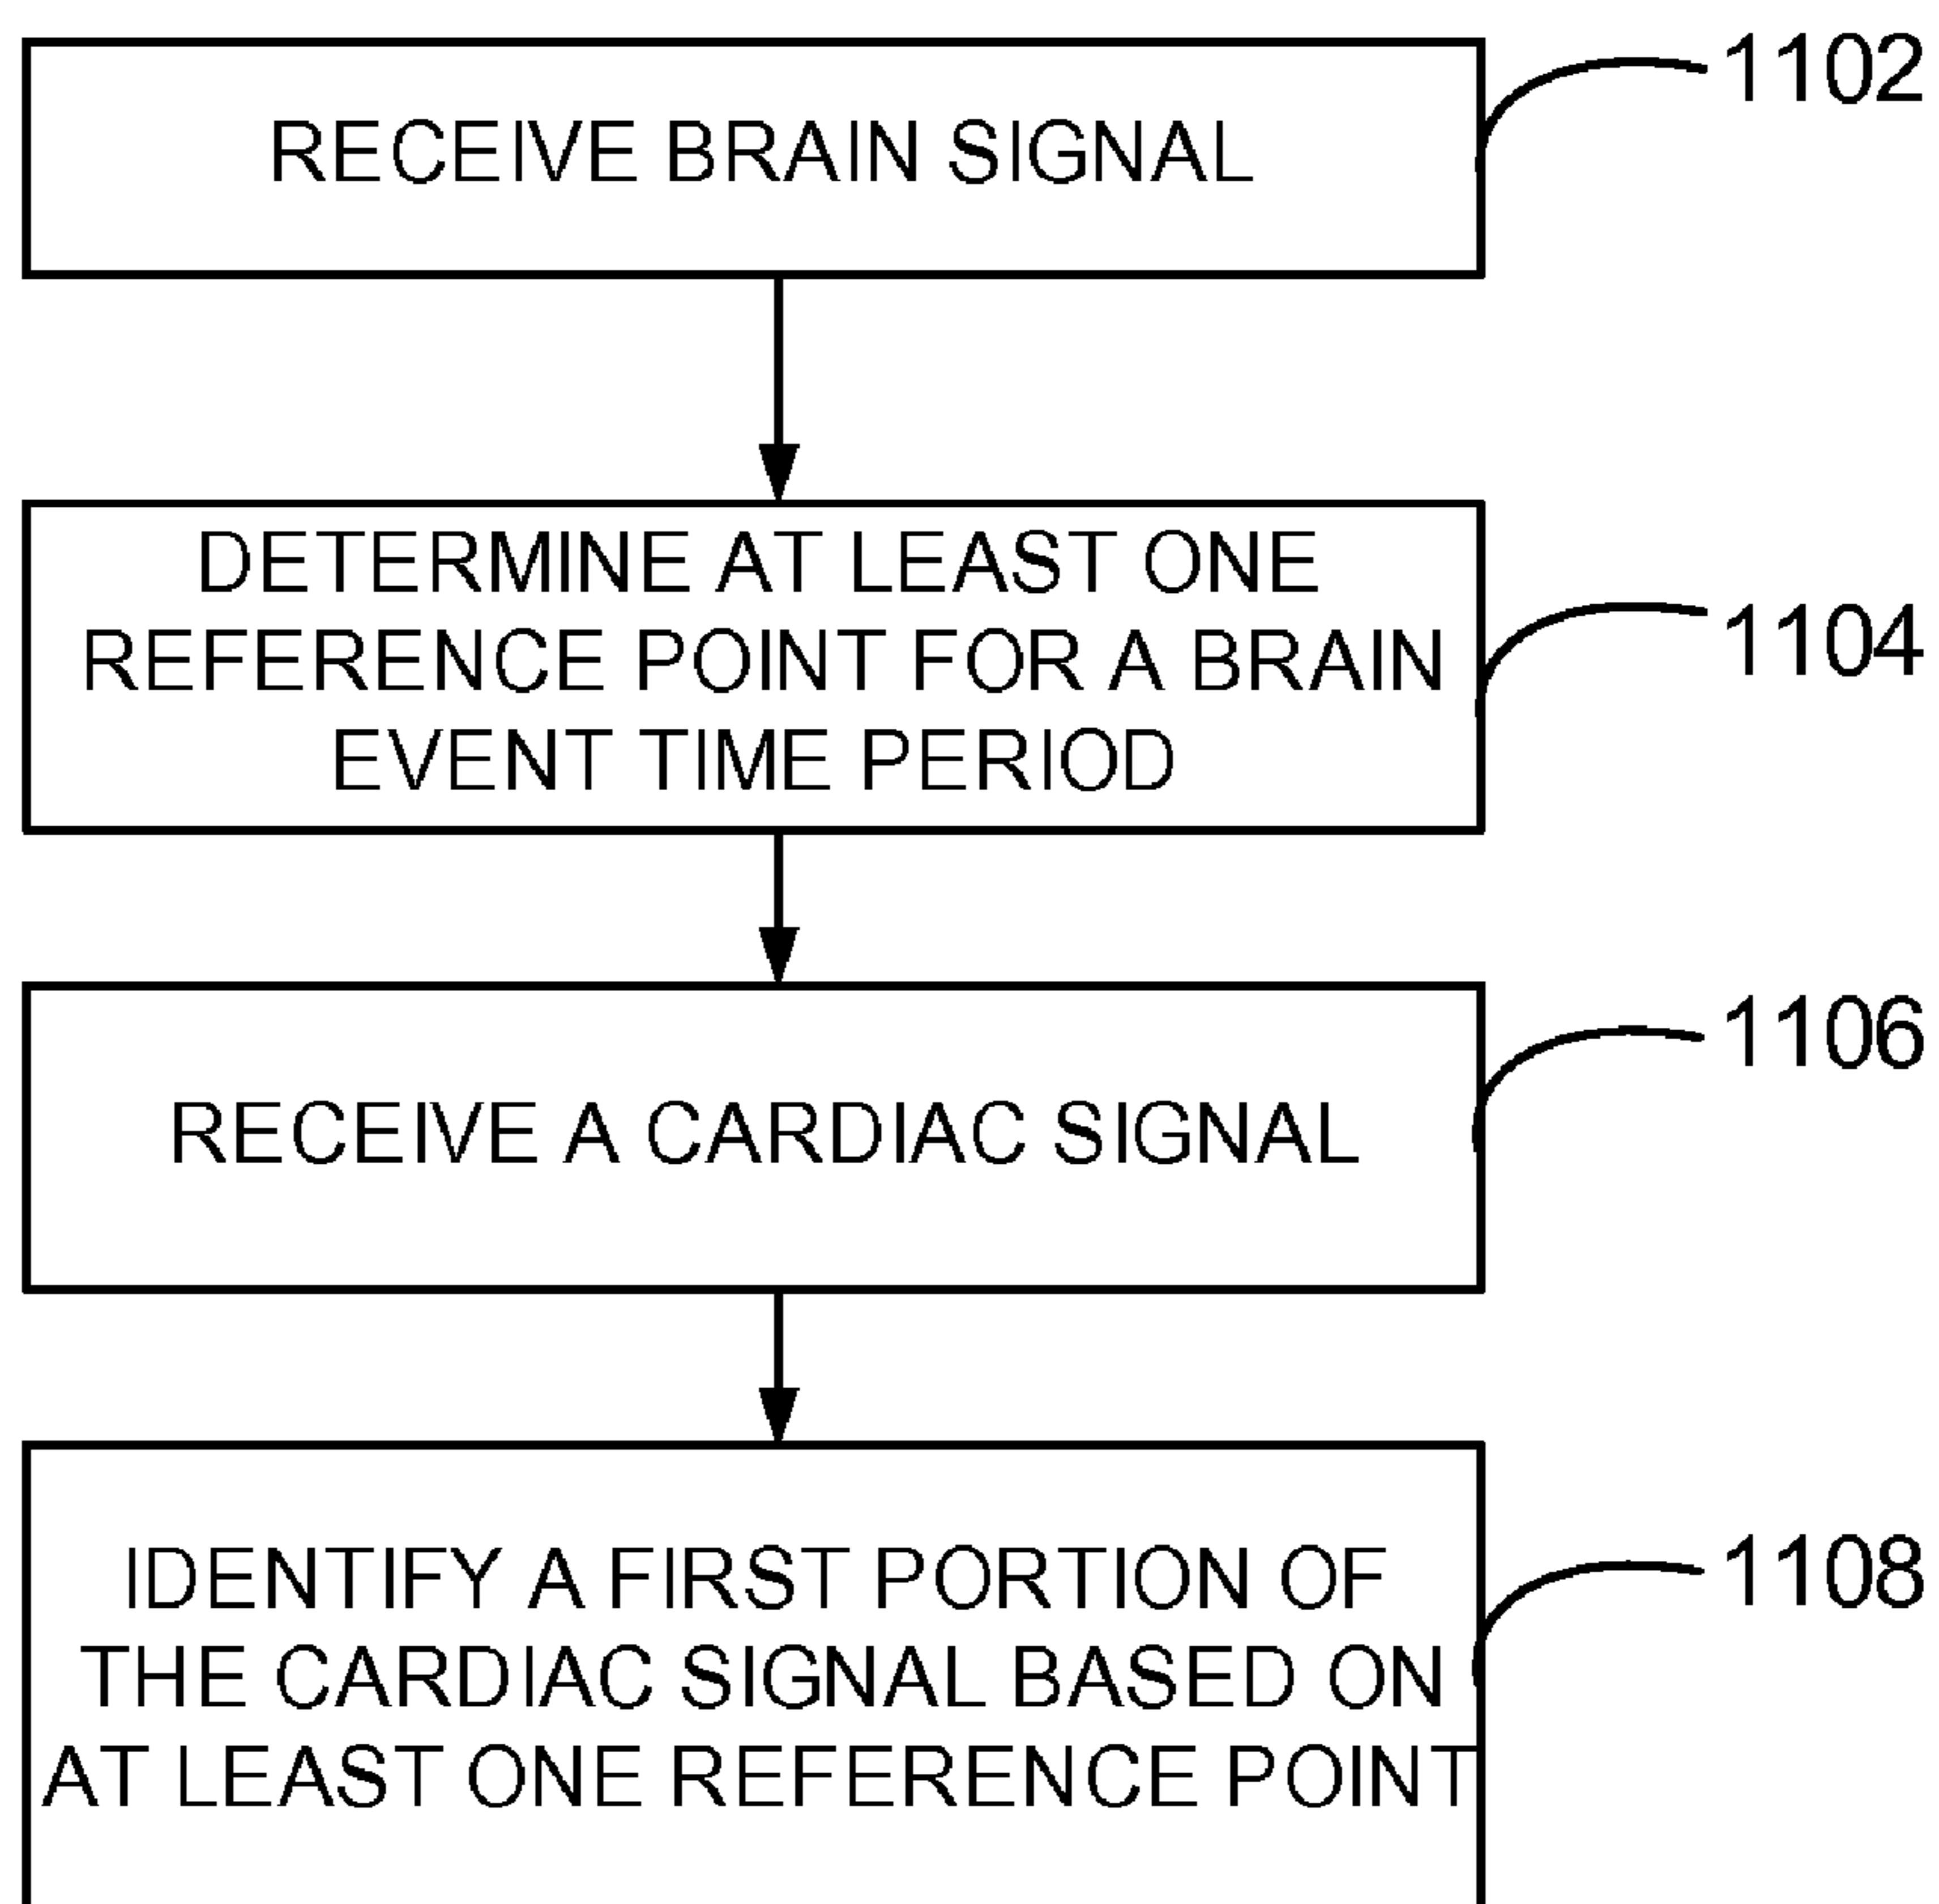 RECEIVE BRAIN SIGNAL
1102
DETERMINE AT LEAST ONE
REFERENCE POINT FOR A BRAIN
EVENT TIME PERIOD
1104
RECEIVE A CARDIAC SIGNAL
1106
IDENTIFY A FIRST PORTION OF
THE CARDIAC SIGNAL BASED ON
AT LEAST ONE REFERENCE POINT
1108